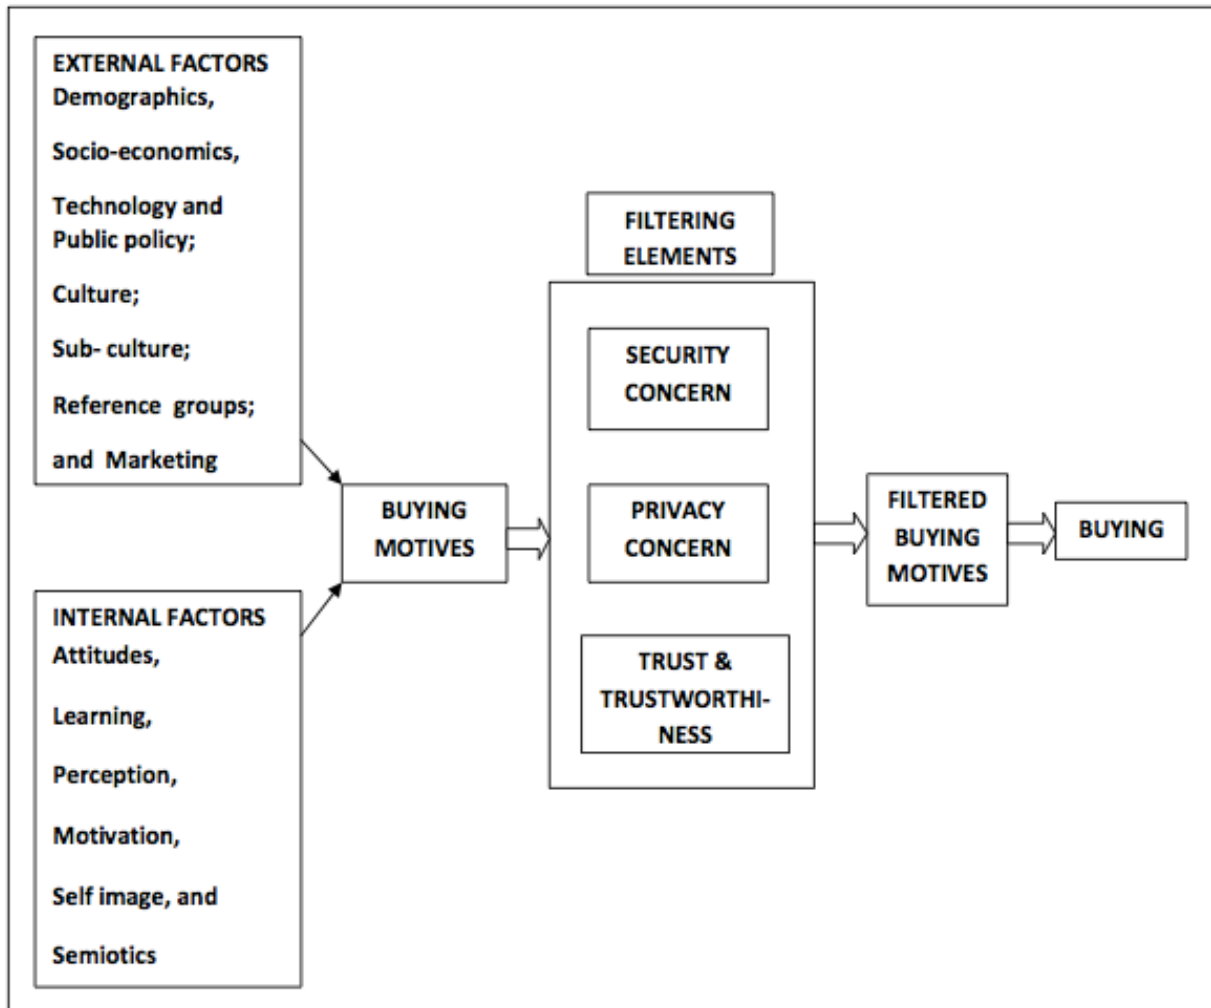 EXTERNAL FACTORS
Demographics,
Socio-economics,
Technology and
Public policy;
Culture;
Sub- culture;
Reference groups;
and Marketing
INTERNAL FACTORS
Attitudes,
Learning,
Perception,
Motivation,
Self image, and
Semiotics
BUYING
MOTIVES
FILTERING
ELEMENTS
SECURITY
CONCERN
PRIVACY
CONCERN
TRUST &
TRUSTWORTHI-
NESS
FILTERED
BUYING
MOTIVES
BUYING